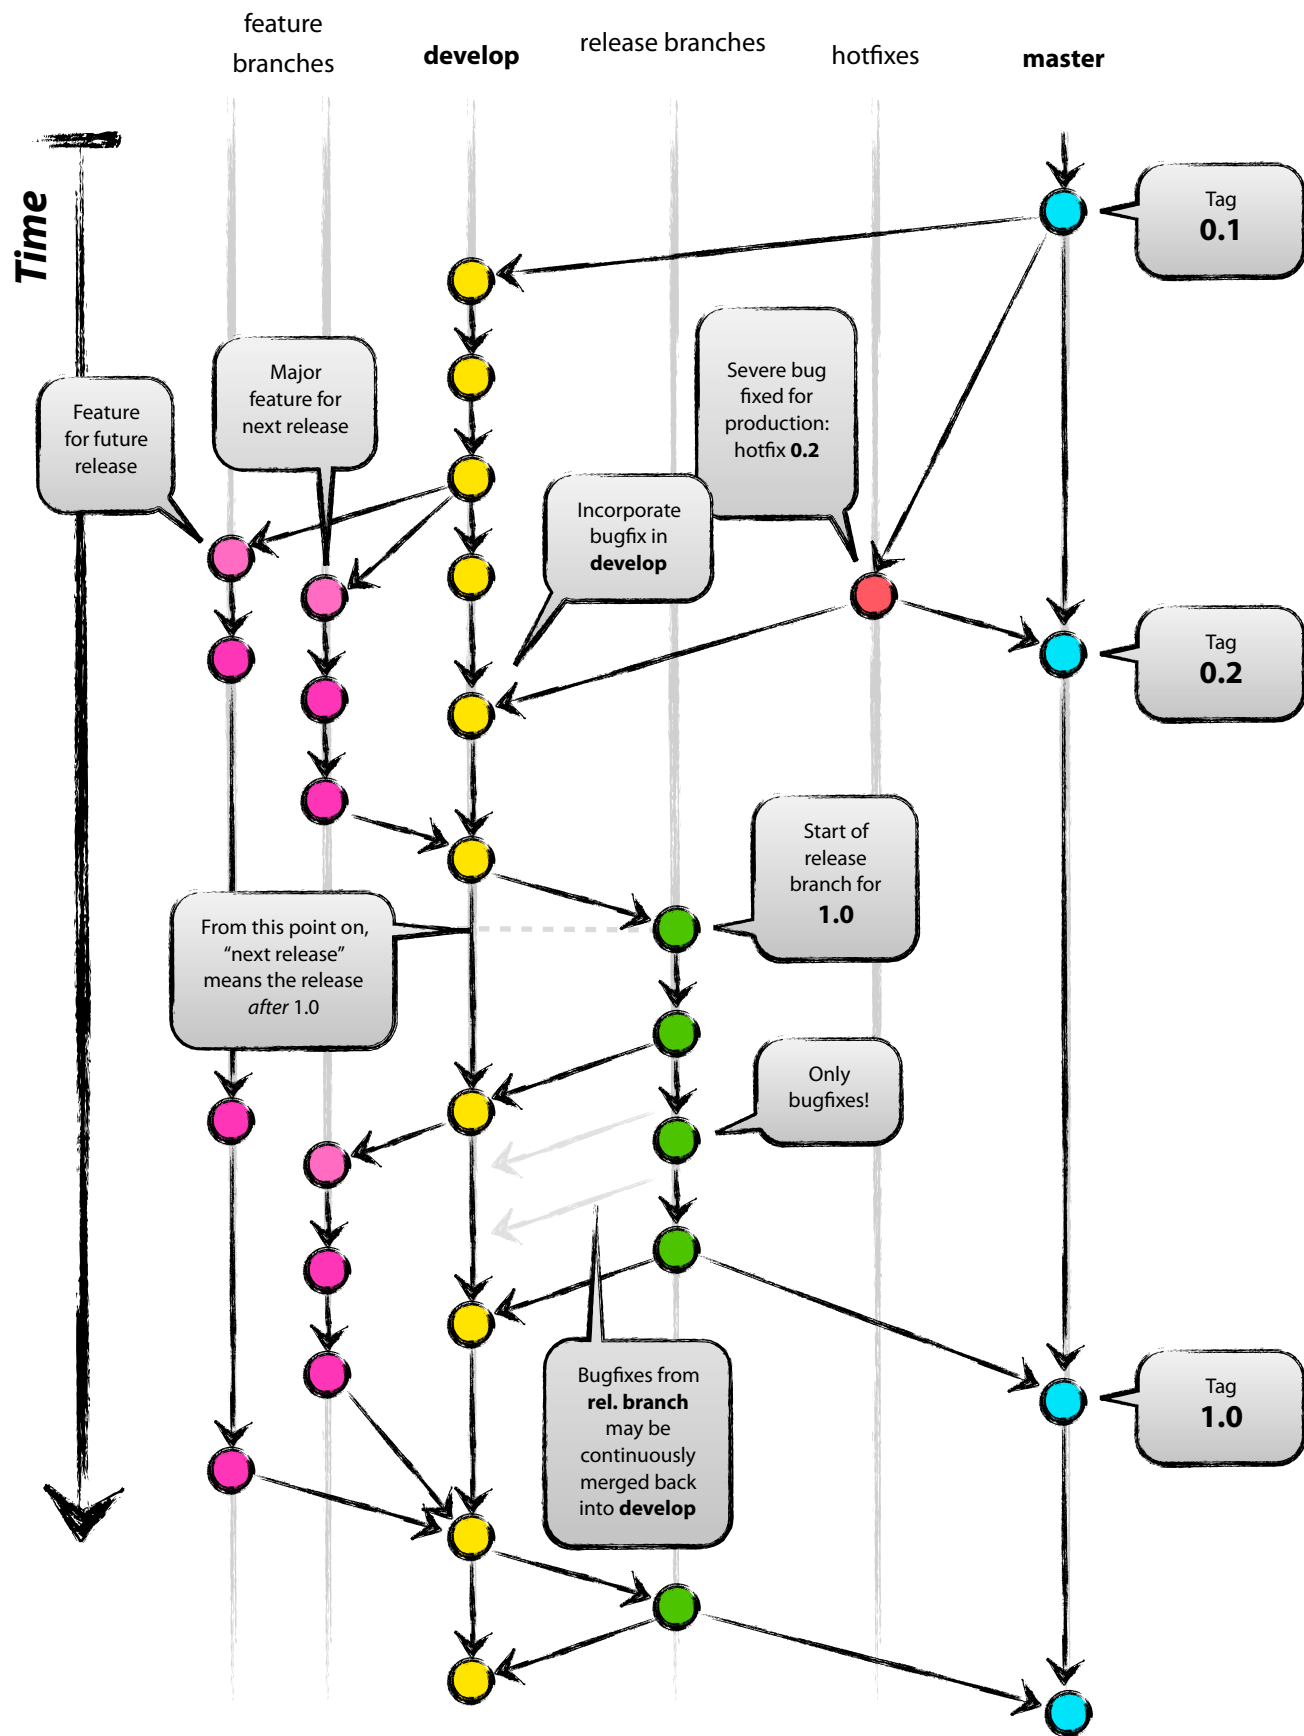 feature
branches
develop
release branches
hotfixes
master
Time
Tag
0.1
Major
feature for
next release
Feature
for future
release
Severe bug
fixed for
production:
hotfix 0.2
Incorporate
bugfix in
develop
Tag
0.2
Start of
release
branch for
1.0
From this point on,
“next release”
means the release
after 1.0
Only
bugfixes!
Bugfixes from
rel. branch
may be
continuously
merged back
into develop
Tag
1.0